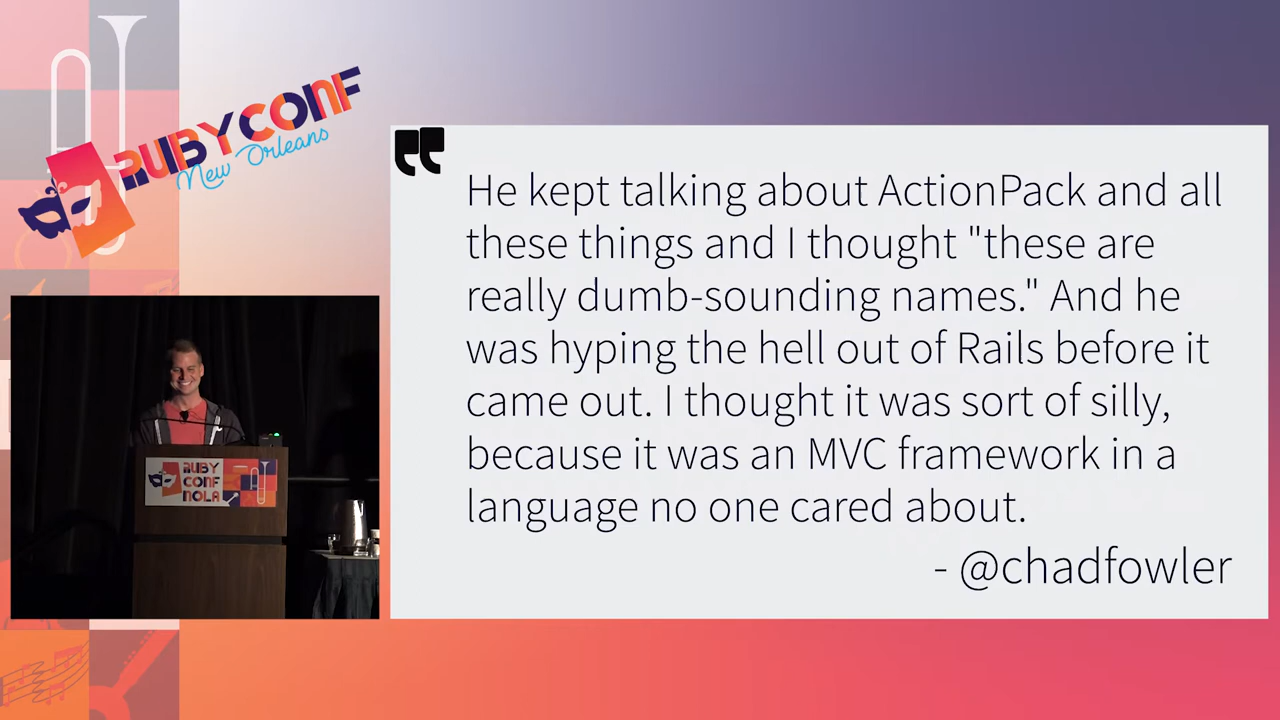 RUBYCONF
New Orleans
He kept talking about ActionPack and all
these things and I thought "these are
really dumb-sounding names." And he
was hyping the hell out of Rails before it
came out. I thought it was sort of silly,
because it was an MVC framework in a
language no one cared about.
- @chadfowler
RUBY
CONF
NOLA